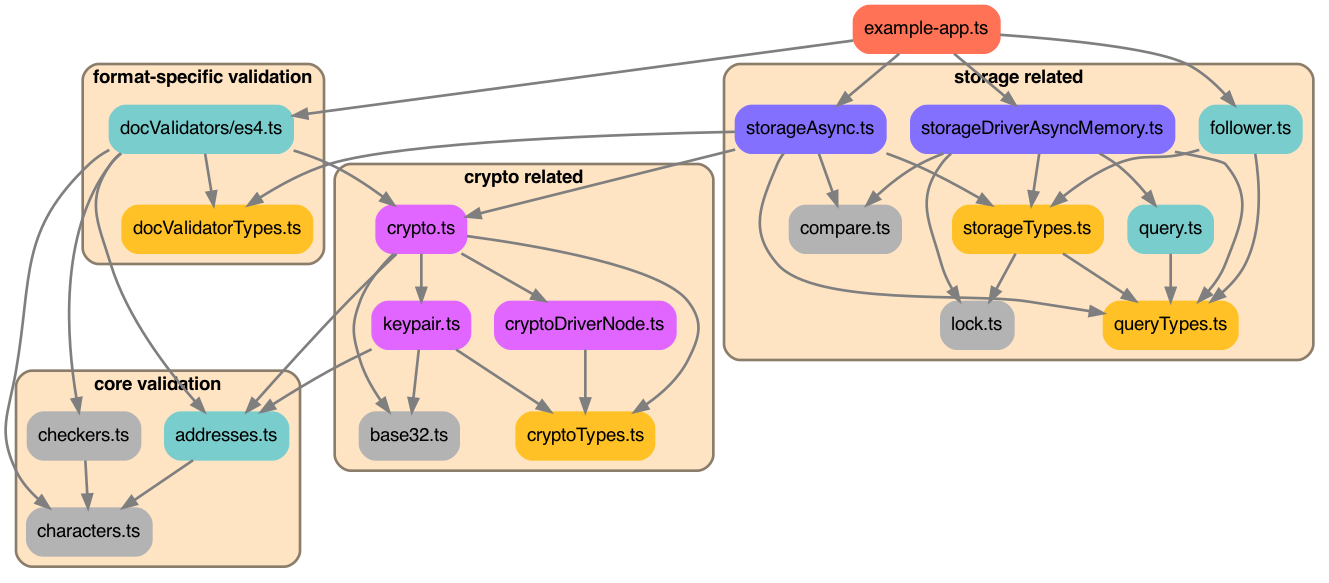 example-app.ts
format-specific validation
storage related
docValidators/es4.ts
storageAsync.ts
storageDriverAsyncMemory.ts
follower.ts
crypto related
docValidatorTypes.ts
crypto.ts
compare.ts
storageTypes.ts
query.ts
keypair.ts
cryptoDriverNode.ts
lock.ts
queryTypes.ts
core validation
checkers.ts
addresses.ts
base32.ts
cryptoTypes.ts
characters.ts